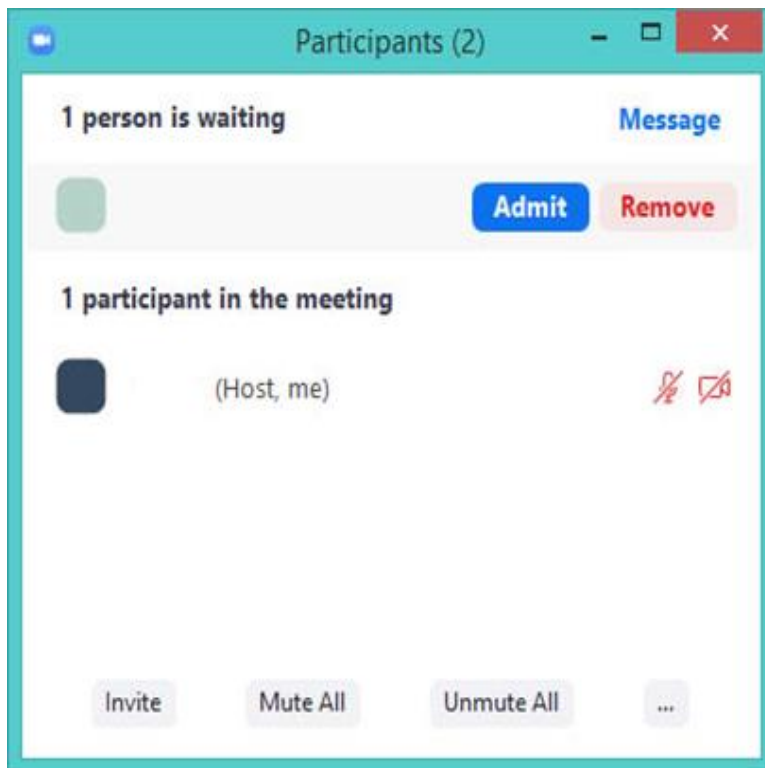 Participants (2)
1 person is waiting Message
Admit Remove
1 participant in the meeting
(Host, me)
Invite Mute All Unmute All ...